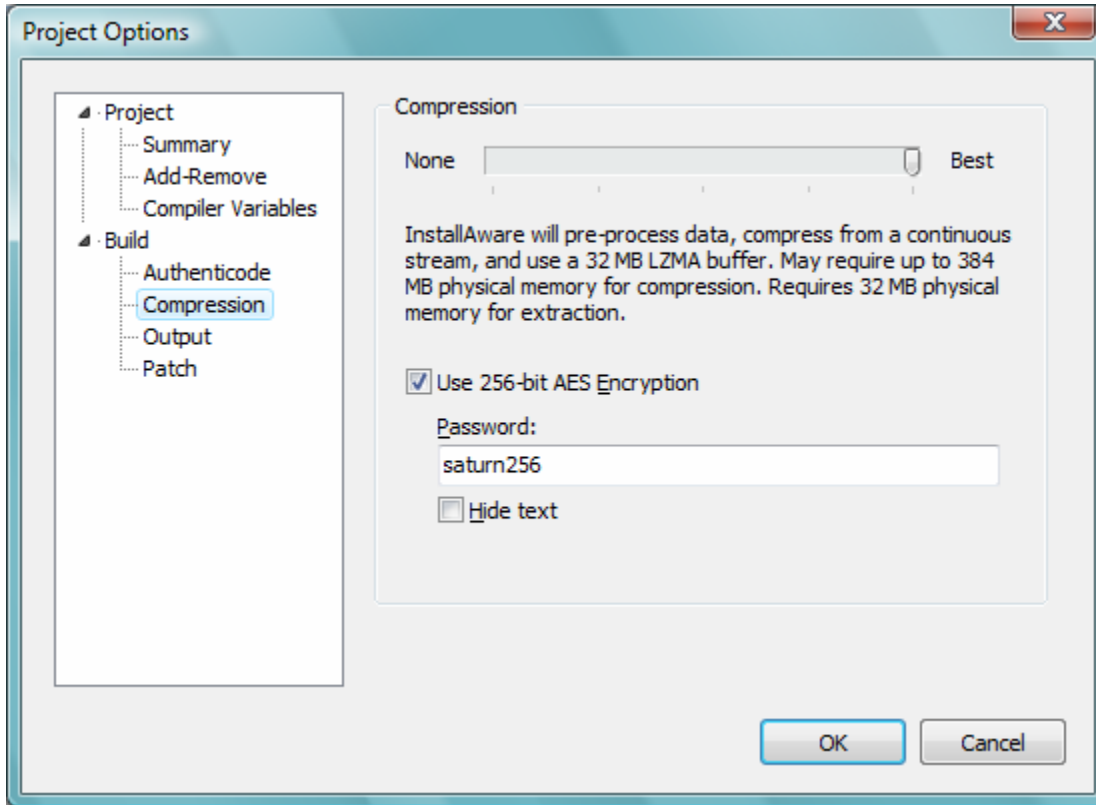 Project Options
Project
Summary
Add-Remove
Compiler Variables
Build
Authenticode
Compression
Output
Patch
Compression
None
Best
InstallAware will pre-process data, compress from a continuous
stream, and use a 32 MB LZMA buffer. May require up to 384
MB physical memory for compression. Requires 32 MB physical
memory for extraction.
Use 256-bit AES Encryption
Password:
saturn256
Hide text
OK
Cancel